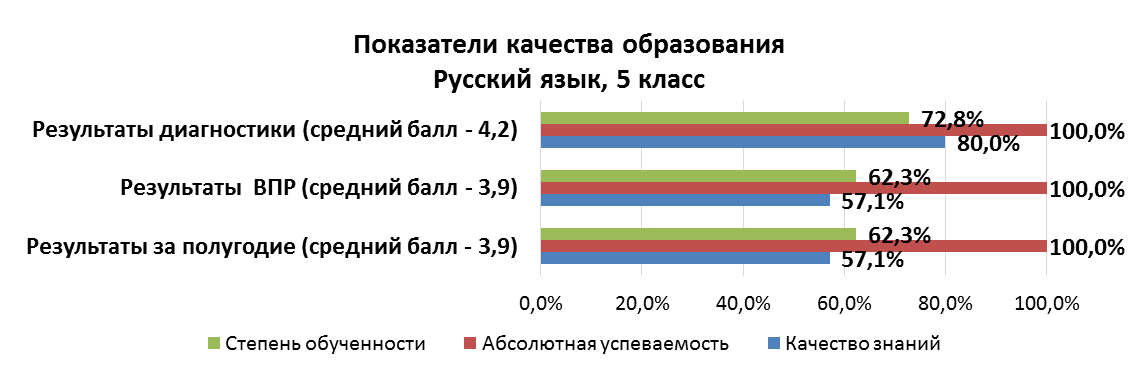 Показатели качества образования
Русский язык, 5 класс
Результаты диагностики (средний балл - 4,2)
72,8%
100,0%
80,0%
Результаты  ВПР (средний балл - 3,9)
62,3%
100,0%
57,1%
Результаты за полугодие (средний балл - 3,9)
62,3%
100,0%
57,1%
0,0% 20,0% 40,0% 60,0% 80,0% 100,0%
Степень обученности Абсолютная успеваемость Качество знаний